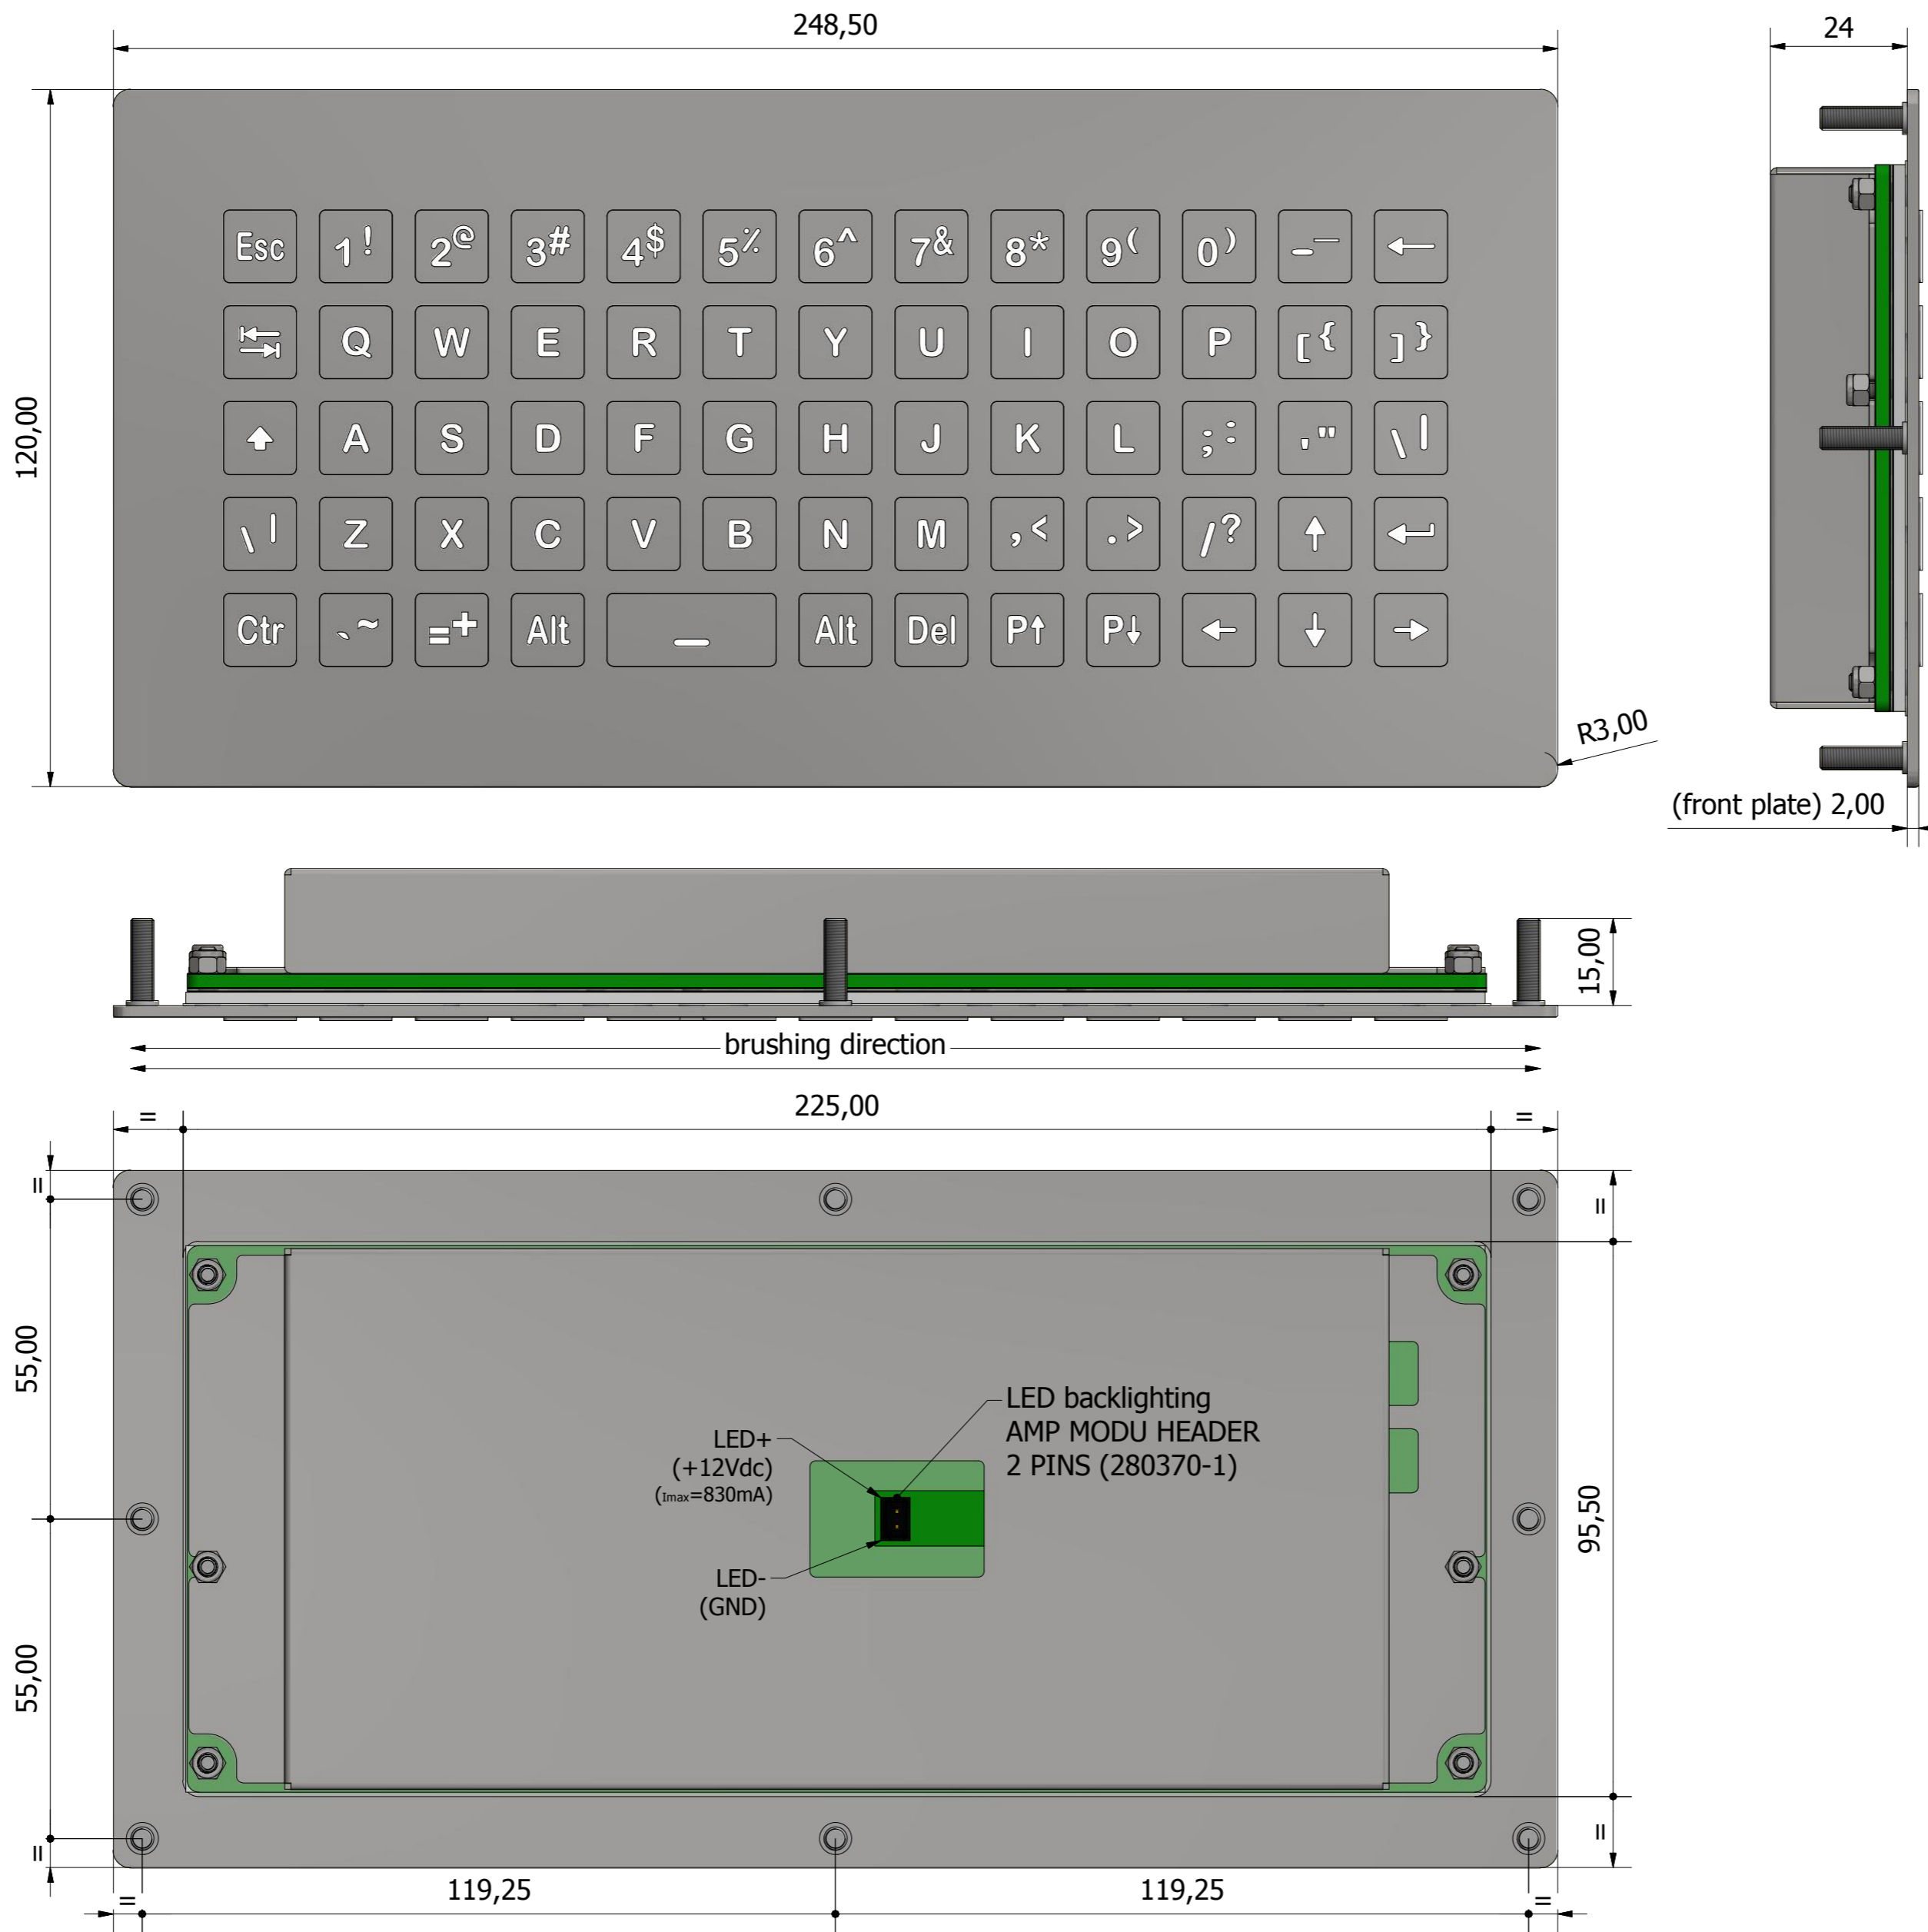 248,50
24
120,00
Esc 1! 2@ 3# 4$ 5% 6^ 7& 8* 9( 0) -— ←
Q W E R T Y U I O P [{ ]}
A S D F G H J K L ;: '" \|
\| Z X C V B N M ,< .> /? ↑ ↵
Ctr `~ =+ Alt _ Alt Del P↑ P↓ ← ↓ →
R3,00
(front plate) 2,00
15,00
brushing direction
= 225,00 =
=
=
55,00
LED backlighting
AMP MODU HEADER
2 PINS (280370-1)
LED+
(+12Vdc)
(Imax=830mA)
LED-
(GND)
95,50
55,00
=
=
= 119,25 119,25 =